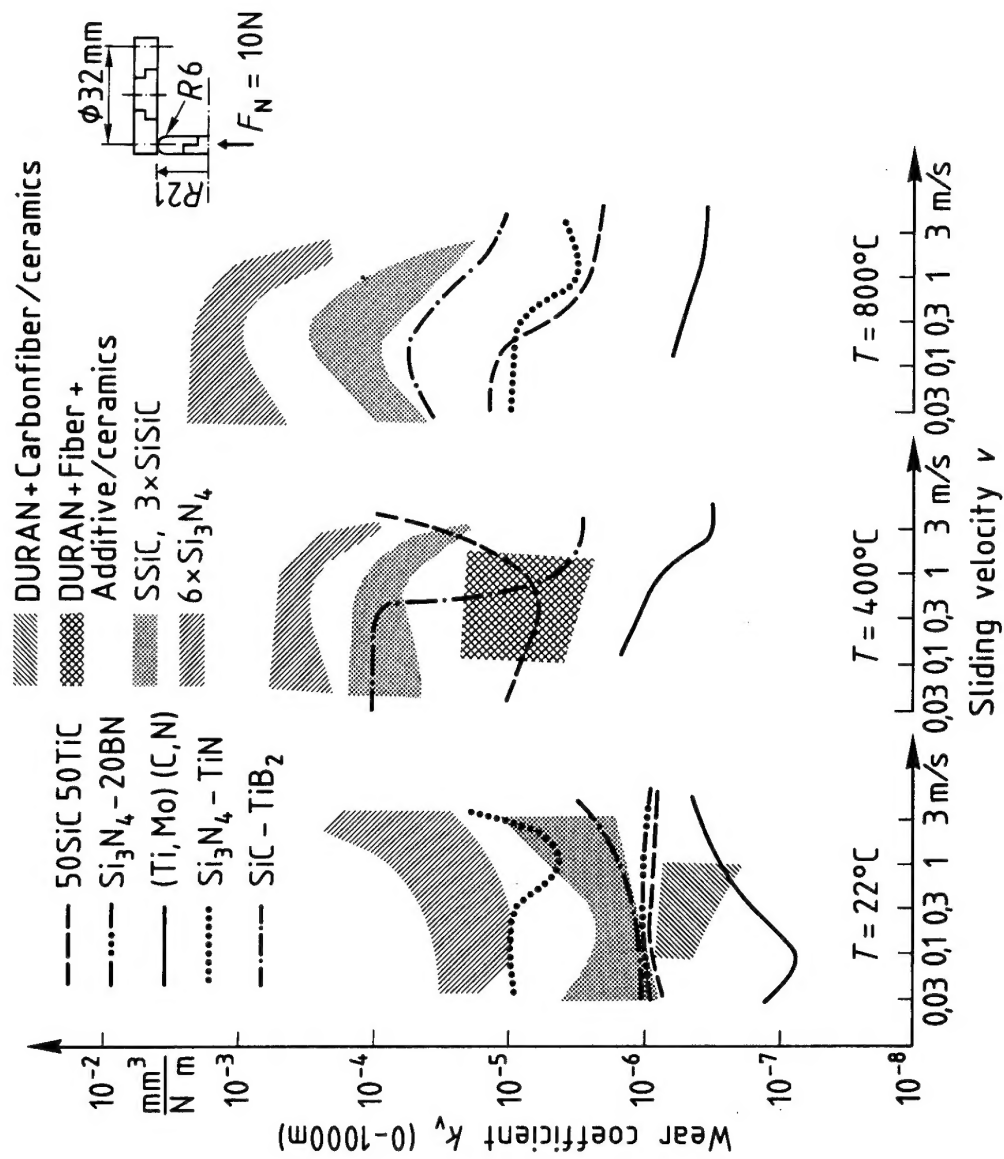 50SiC 50TiC
Si₃N₄-20BN
(Ti,Mo)(C,N)
Si₃N₄-TiN
SiC-TiB₂
DURAN+Carbonfiber/ceramics
DURAN+Fiber+
Additive/ceramics
SSiC, 3×SiSiC
6×Si₃N₄
ϕ32mm
R6
R21
F_N = 10N
Wear coefficient k_v (0-1000m)
mm³
N m
10⁻²
10⁻³
10⁻⁴
10⁻⁵
10⁻⁶
10⁻⁷
10⁻⁸
T = 22°C
0,03 0,1 0,3 1 3 m/s
T = 400°C
0,03 0,1 0,3 1 3 m/s
T = 800°C
0,03 0,1 0,3 1 3 m/s
Sliding velocity v